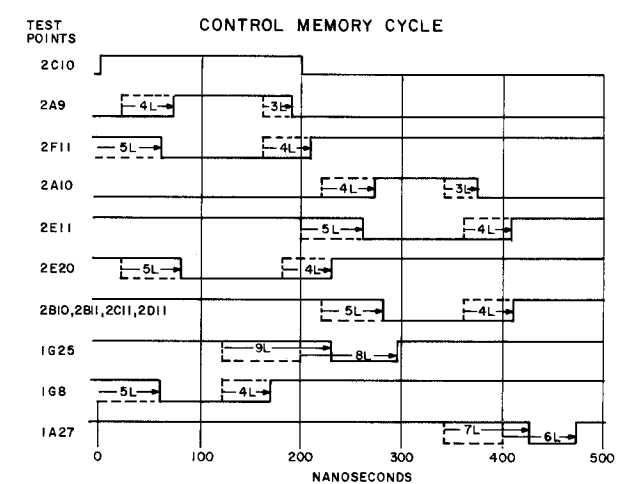 TEST
POINTS
CONTROL MEMORY CYCLE
2C10
2A9
4L
3L
2F11
5L
4L
2A10
4L
3L
2E11
5L
4L
2E20
5L
4L
2B10,2B11,2C11,2D11
5L
4L
1G25
9L
8L
1G8
5L
4L
1A27
7L
6L
0 100 200 300 400 500
NANOSECONDS